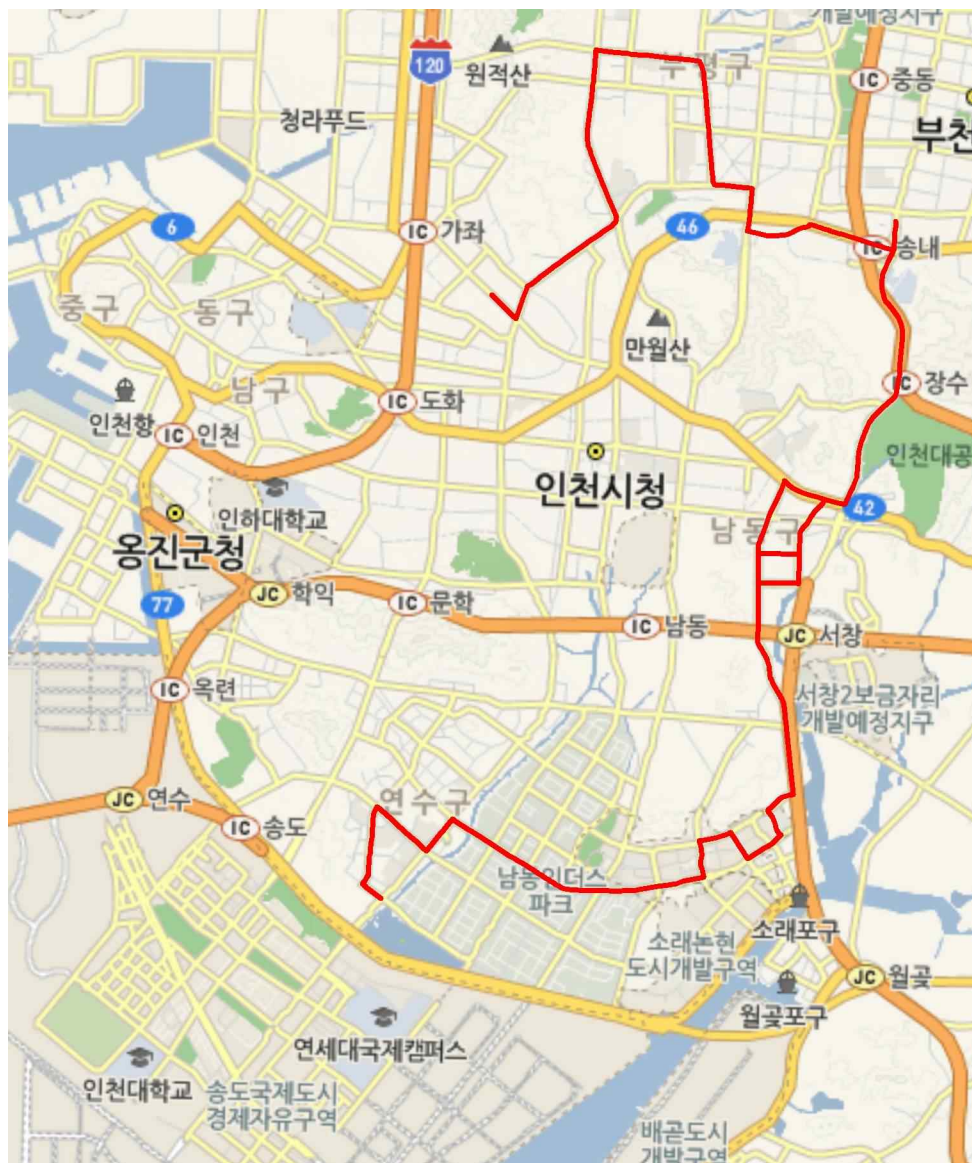 개발예정지구
120
원적산
부평구
IC 중동
청라푸드
부천
6
IC 가좌
46
IC 송내
중구
동구
만월산
남구
IC 도화
IC 장수
인천항
IC 인천
인천대공
인천시청
인하대학교
42
남동구
옹진군청
77
JC 학익
IC 문학
IC 남동
JC 서창
IC 옥련
서창2보금자리
개발예정지구
JC 연수
연수구
IC 송도
남동인더스
파크
소래포구
소래논현
도시개발구역
JC 월곶
월곶포구
연세대국제캠퍼스
인천대학교
송도국제도시
경제자유구역
배곧도시
개발구역